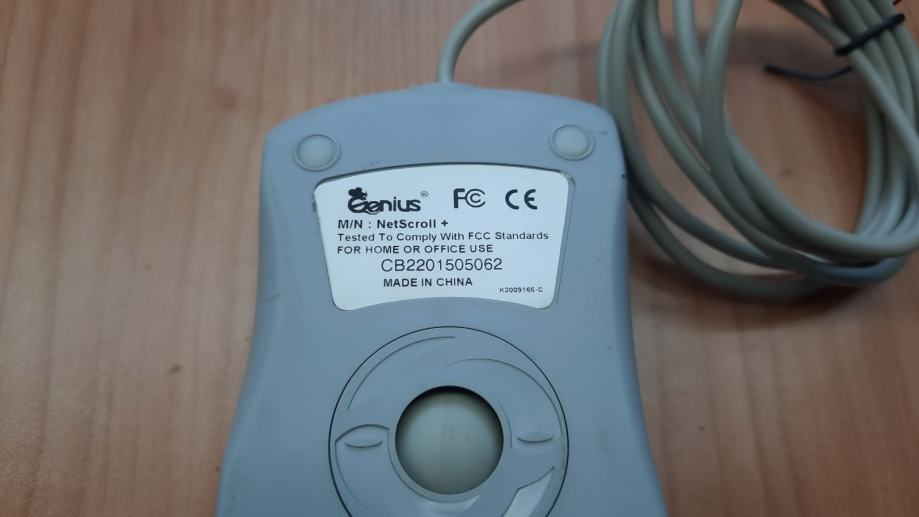 Genius® FC CE
M/N : NetScroll +
Tested To Comply With FCC Standards
FOR HOME OR OFFICE USE
CB2201505062
MADE IN CHINA K3009166-C